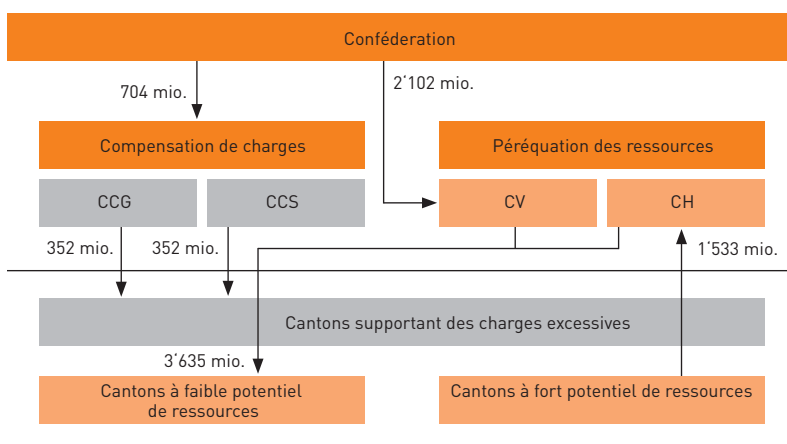 Conféderation
704 mio.
2’102 mio.
Compensation de charges
Péréquation des ressources
CCG
CCS
CV
CH
352 mio.
352 mio.
1’533 mio.
Cantons supportant des charges excessives
3’635 mio.
Cantons à faible potentiel
de ressources
Cantons à fort potentiel de ressources